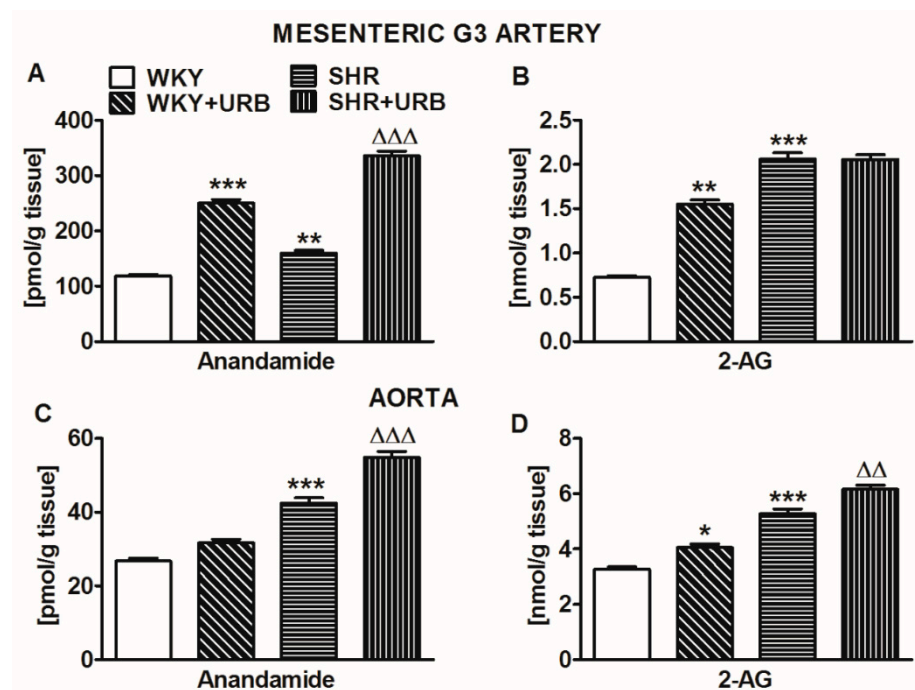 MESENTERIC G3 ARTERY
A
WKY
SHR
WKY+URB
SHR+URB
400
300
200
100
0
[pmol/g tissue]
***
**
ΔΔΔ
Anandamide
B
2.5
2.0
1.5
1.0
0.5
0.0
[nmol/g tissue]
**
***
2-AG
AORTA
C
60
40
20
0
[pmol/g tissue]
***
ΔΔΔ
Anandamide
D
8
6
4
2
0
[nmol/g tissue]
*
***
ΔΔ
2-AG